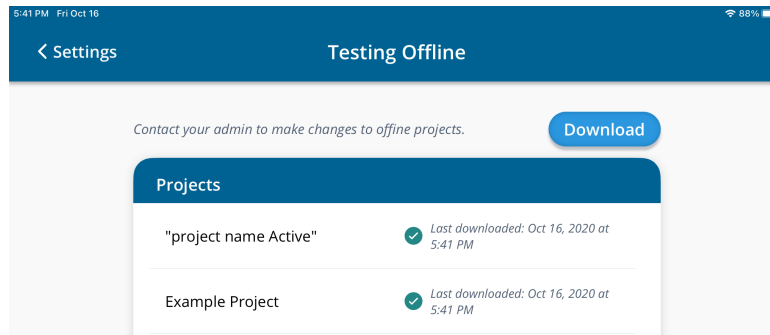 5:41 PM Fri Oct 16 88%
Settings Testing Offline
Contact your admin to make changes to offine projects. Download
Projects
"project name Active" Last downloaded: Oct 16, 2020 at
5:41 PM
Example Project Last downloaded: Oct 16, 2020 at
5:41 PM